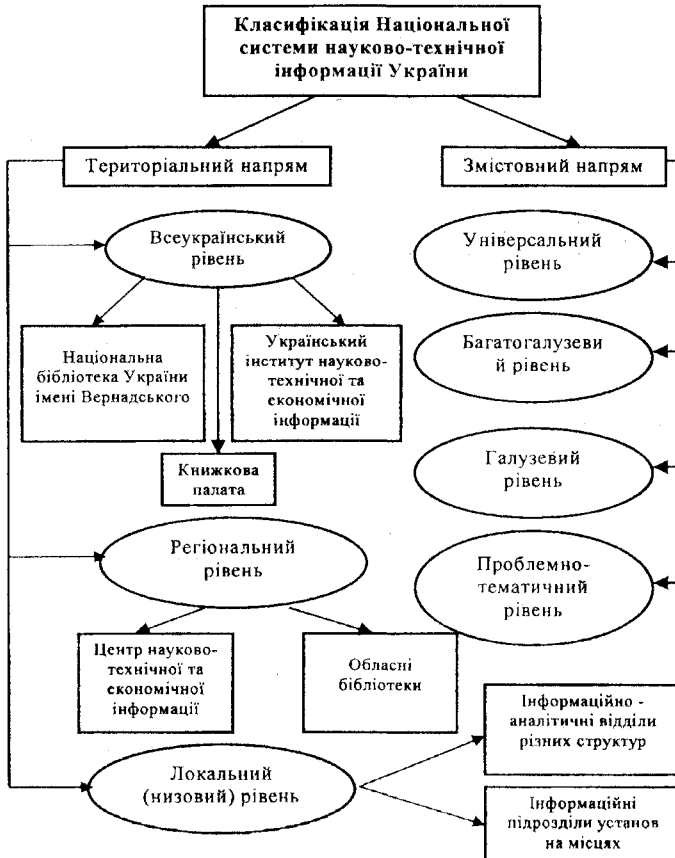 Класифікація Національної
системи науково-технічної
інформації України
Територіальний напрям
Змістовний напрям
Всеукраїнський
рівень
Національна
бібліотека України
імені Вернадського
Український
інститут науково-
технічної та
економічної
інформації
Книжкова
палата
Регіональний
рівень
Центр науково-
технічної та
економічної
інформації
Обласні
бібліотеки
Локальний
(низовий) рівень
Інформаційно -
аналітичні відділи
різних структур
Інформаційні
підрозділи установ
на місцях
Універсальний
рівень
Багатогалузеви
й рівень
Галузевий
рівень
Проблемно-
тематичний
рівень